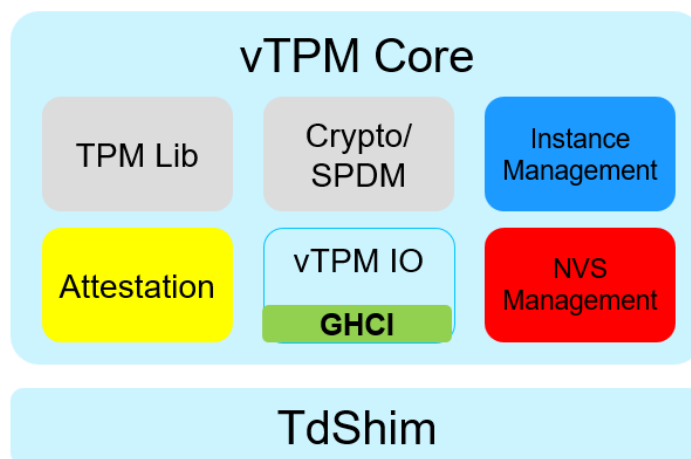 vTPM Core
TPM Lib
Crypto/
SPDM
Instance
Management
Attestation
vTPM IO
GHCI
NVS
Management
TdShim